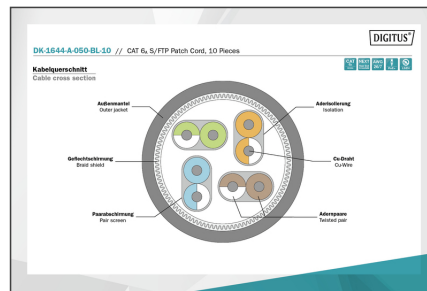 DIGITUS®
DK-1644-A-050-BL-10 // CAT 6A S/FTP Patch Cord, 10 Pieces
Kabelquerschnitt
Cable cross section
CAT
Außenmantel
Outer jacket
Aderisolierung
Isolation
Geflechtschirmung
Braid shield
Cu-Draht
Cu-Wire
Paarabschirmung
Pair screen
Adernpaare
Twisted pair